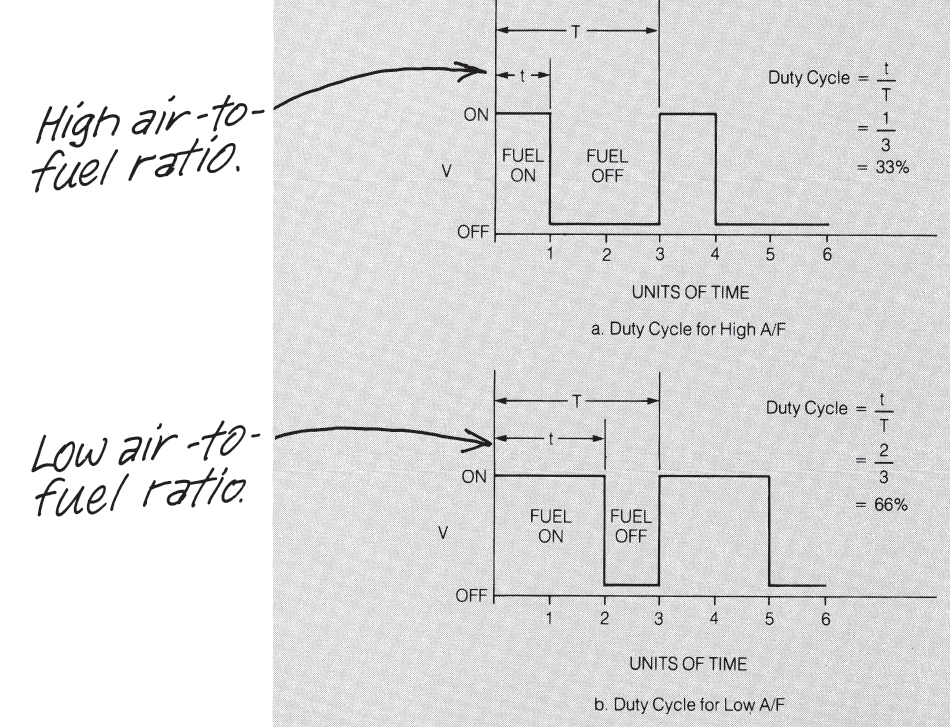 High air-to-
fuel ratio.
T
t
ON
V
FUEL
ON
FUEL
OFF
OFF
1 2 3 4 5 6
UNITS OF TIME
a. Duty Cycle for High A/F
Duty Cycle = t/T
= 1/3
= 33%
Low air-to-
fuel ratio.
T
t
ON
V
FUEL
ON
FUEL
OFF
OFF
1 2 3 4 5 6
UNITS OF TIME
b. Duty Cycle for Low A/F
Duty Cycle = t/T
= 2/3
= 66%